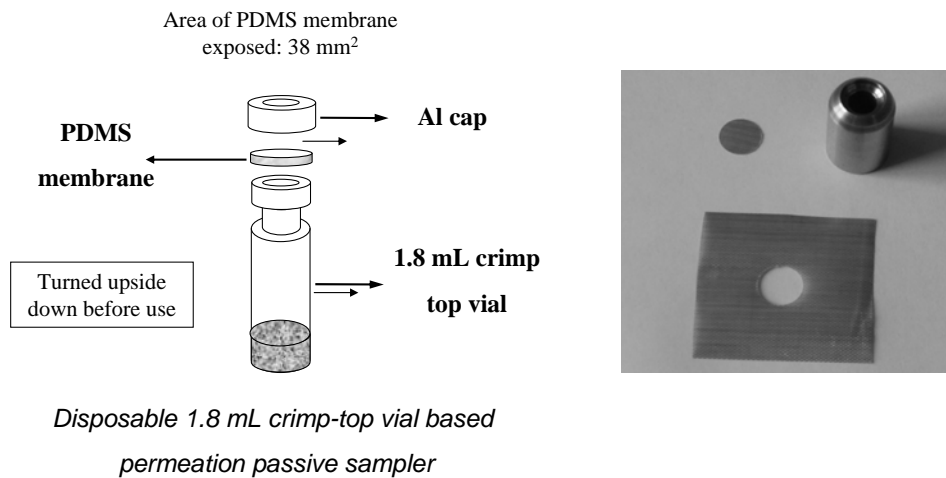 Area of PDMS membrane
exposed: 38 mm²
Al cap
PDMS
membrane
1.8 mL crimp
top vial
Turned upside
down before use
Disposable 1.8 mL crimp-top vial based
permeation passive sampler